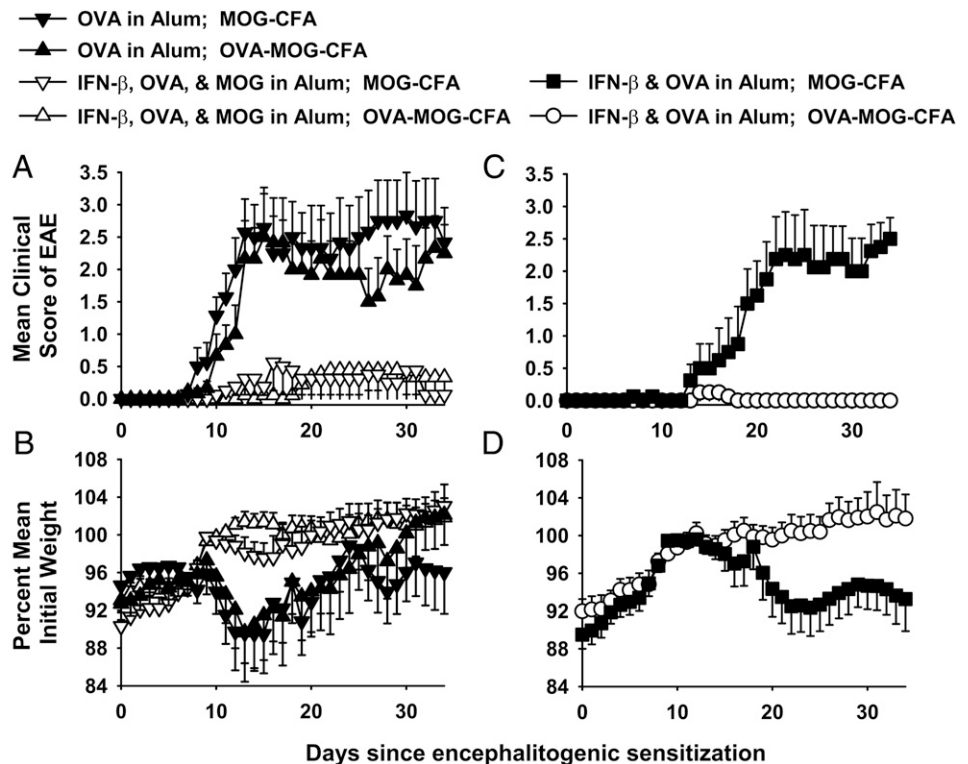 OVA in Alum; MOG-CFA
OVA in Alum; OVA-MOG-CFA
IFN-β, OVA, & MOG in Alum; MOG-CFA
IFN-β, OVA, & MOG in Alum; OVA-MOG-CFA
IFN-β & OVA in Alum; MOG-CFA
IFN-β & OVA in Alum; OVA-MOG-CFA
A
Mean Clinical
Score of EAE
3.5
3.0
2.5
2.0
1.5
1.0
0.5
0.0
0 10 20 30
C
3.5
3.0
2.5
2.0
1.5
1.0
0.5
0.0
0 10 20 30
B
Percent Mean
Initial Weight
108
104
100
96
92
88
84
0 10 20 30
D
108
104
100
96
92
88
84
0 10 20 30
Days since encephalitogenic sensitization